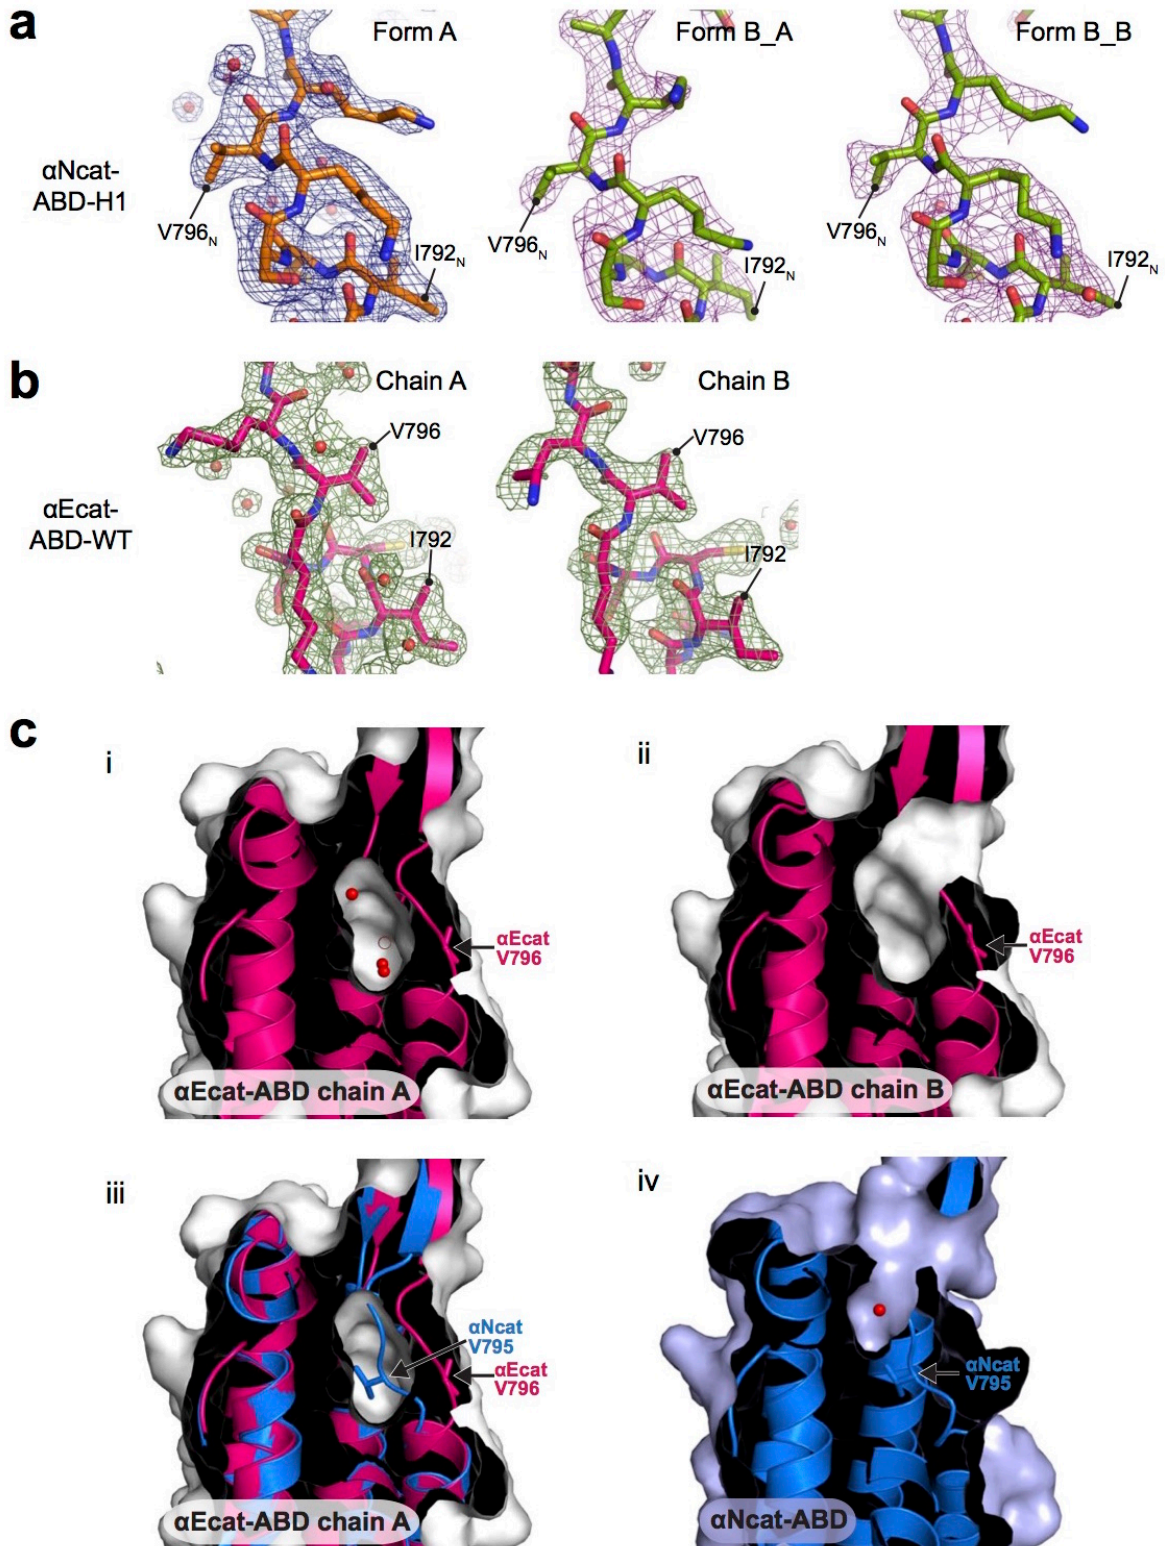 a
Form A
Form B_A
Form B_B
αNcat-
ABD-H1
V796N
I792N
V796N
I792N
V796N
I792N
b
Chain A
Chain B
αEcat-
ABD-WT
V796
I792
V796
I792
c
i
ii
αEcat
V796
αEcat
V796
αEcat-ABD chain A
αEcat-ABD chain B
iii
iv
αNcat
V795
αEcat
V796
αNcat
V795
αEcat-ABD chain A
αNcat-ABD